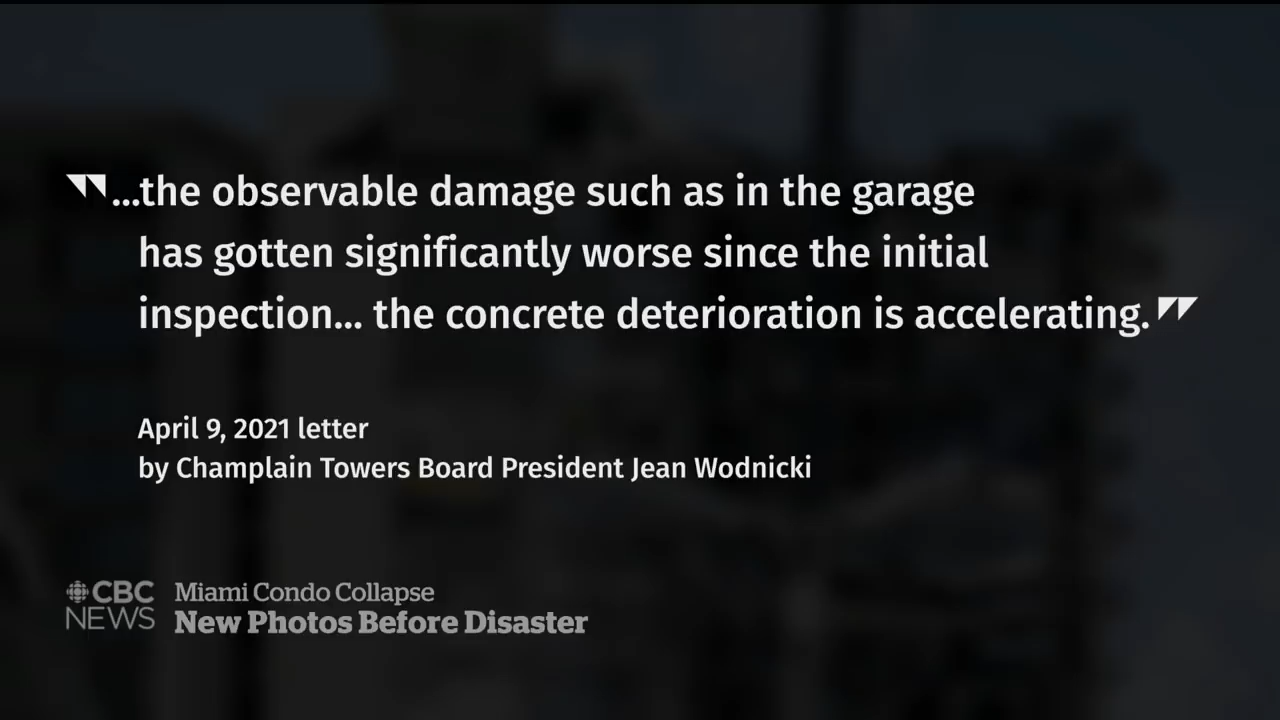 "...the observable damage such as in the garage
has gotten significantly worse since the initial
inspection... the concrete deterioration is accelerating."
April 9, 2021 letter
by Champlain Towers Board President Jean Wodnicki
CBC
NEWS
Miami Condo Collapse
New Photos Before Disaster